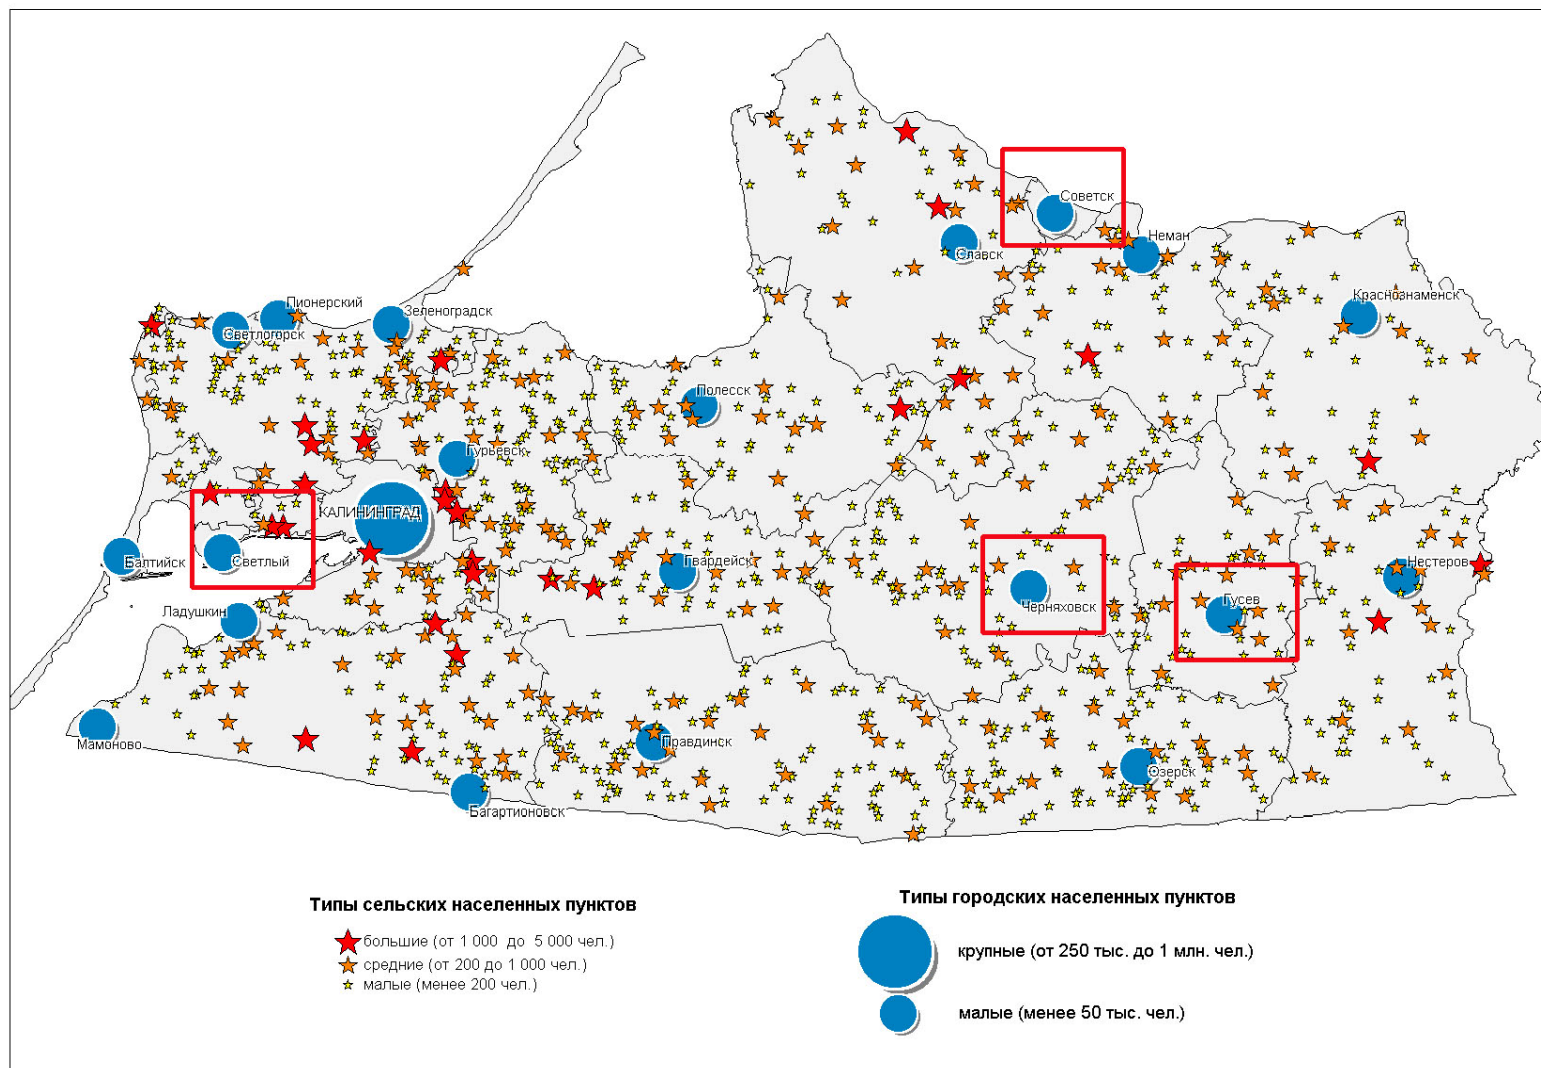 Советск
Неман
Славск
Краснознаменск
Пионерский
Зеленоградск
Светлогорск
Полесск
Гурьевск
КАЛИНИНГРАД
Балтийск
Светлый
Гвардейск
Нестеров
Черняховск
Гусев
Ладушкин
Мамоново
Правдинск
Озерск
Багартионовск
Типы сельских населенных пунктов
большие (от 1 000 до 5 000 чел.)
средние (от 200 до 1 000 чел.)
малые (менее 200 чел.)
Типы городских населенных пунктов
крупные (от 250 тыс. до 1 млн. чел.)
малые (менее 50 тыс. чел.)